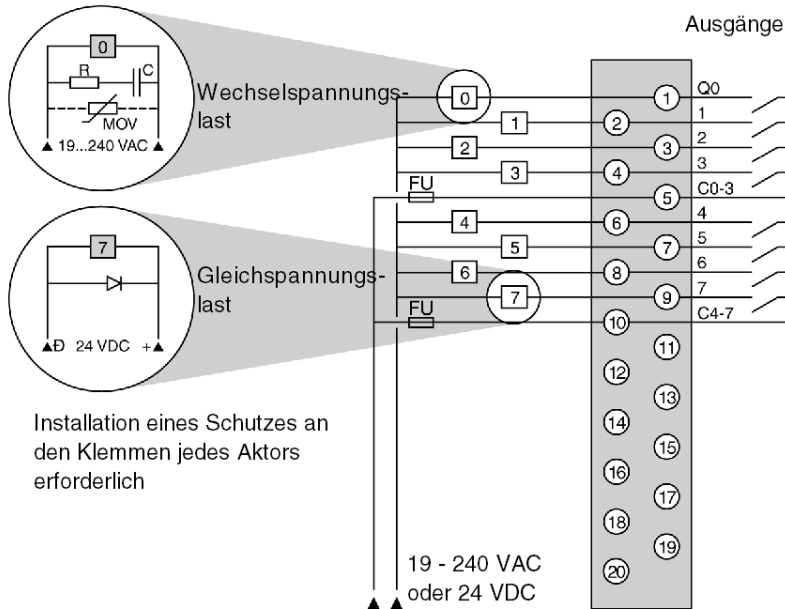 Ausgänge
0
R
C
MOV
19...240 VAC
Wechselspannungs-
last
7
Đ 24 VDC +
Gleichspannungs-
last
Installation eines Schutzes an
den Klemmen jedes Aktors
erforderlich
0 1 Q0
1 2 1
2 3 2
3 4 3
FU 5 C0-3
4 6 4
5 7 5
6 8 6
7 9 7
FU 10 C4-7
11
12
13
14
15
16
17
18
19
20
19 - 240 VAC
oder 24 VDC